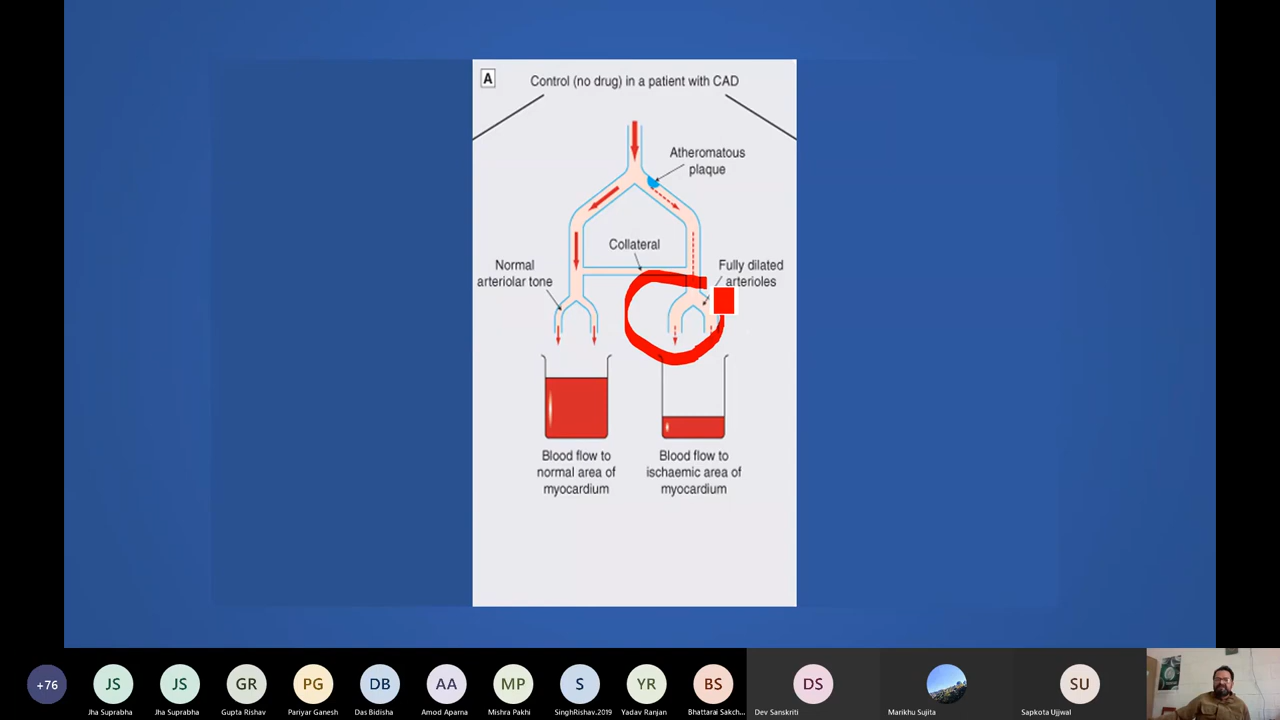 A
Control (no drug) in a patient with CAD
Atheromatous
plaque
Collateral
Normal
arteriolar tone
Fully dilated
arterioles
Blood flow to
normal area of
myocardium
Blood flow to
ischaemic area of
myocardium
+76
JS
JS
GR
PG
DB
AA
MP
S
YR
BS
DS
SU
Jha Suprabha
Jha Suprabha
Gupta Rishav
Pariyar Ganesh
Das Bidisha
Amod Aparna
Mishra Pakhi
SinghRishav.2019
Yadav Ranjan
Bhattarai Sakch...
Dev Sanskriti
Marikhu Sujita
Sapkota Ujjwal